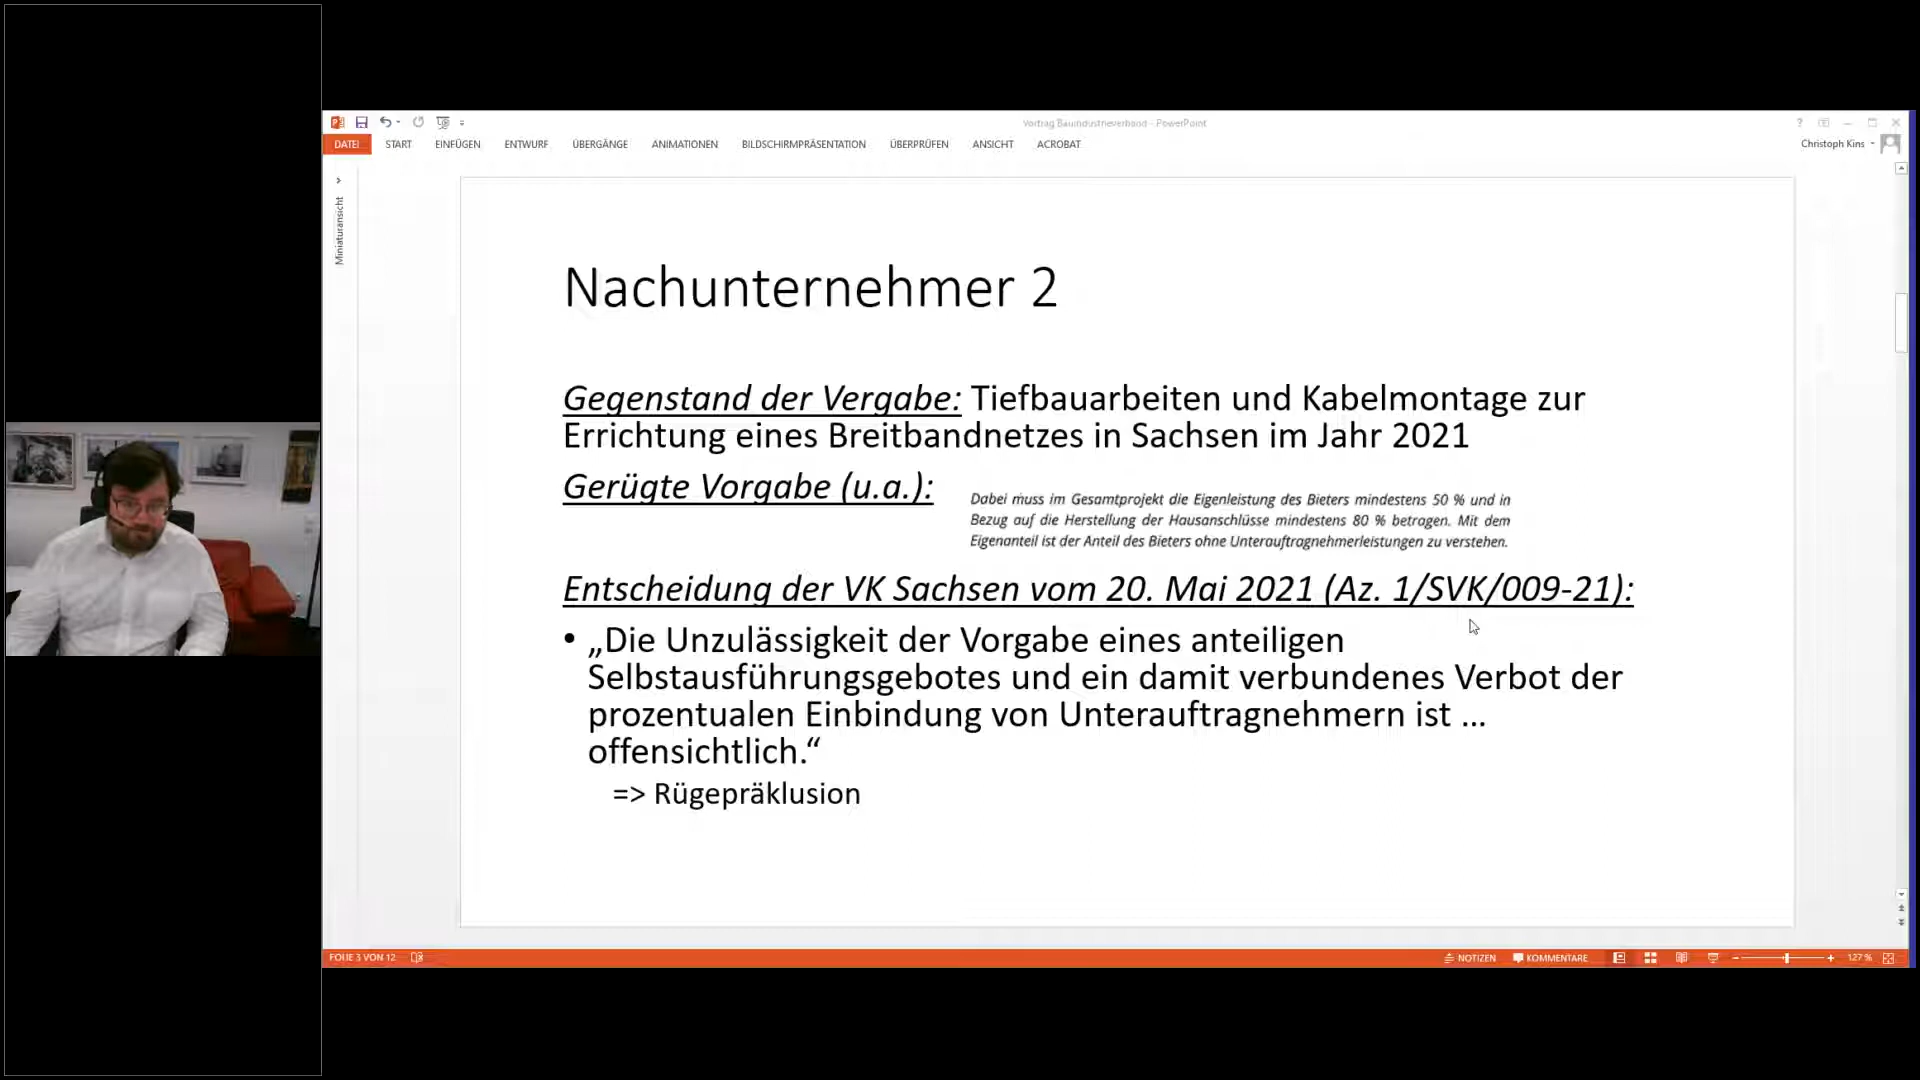 Vortrag Bauindustrieverband - PowerPoint
?
DATEI START EINFÜGEN ENTWURF ÜBERGÄNGE ANIMATIONEN BILDSCHIRMPRÄSENTATION ÜBERPRÜFEN ANSICHT ACROBAT Christoph Kins
Miniaturansicht
Nachunternehmer 2
Gegenstand der Vergabe: Tiefbauarbeiten und Kabelmontage zur
Errichtung eines Breitbandnetzes in Sachsen im Jahr 2021
Gerügte Vorgabe (u.a.):
Dabei muss im Gesamtprojekt die Eigenleistung des Bieters mindestens 50 % und in
Bezug auf die Herstellung der Hausanschlüsse mindestens 80 % betragen. Mit dem
Eigenanteil ist der Anteil des Bieters ohne Unterauftragnehmerleistungen zu verstehen.
Entscheidung der VK Sachsen vom 20. Mai 2021 (Az. 1/SVK/009-21):
• „Die Unzulässigkeit der Vorgabe eines anteiligen
Selbstausführungsgebotes und ein damit verbundenes Verbot der
prozentualen Einbindung von Unterauftragnehmern ist ...
offensichtlich.“
=> Rügepräklusion
FOLIE 3 VON 12 NOTIZEN KOMMENTARE 127 %